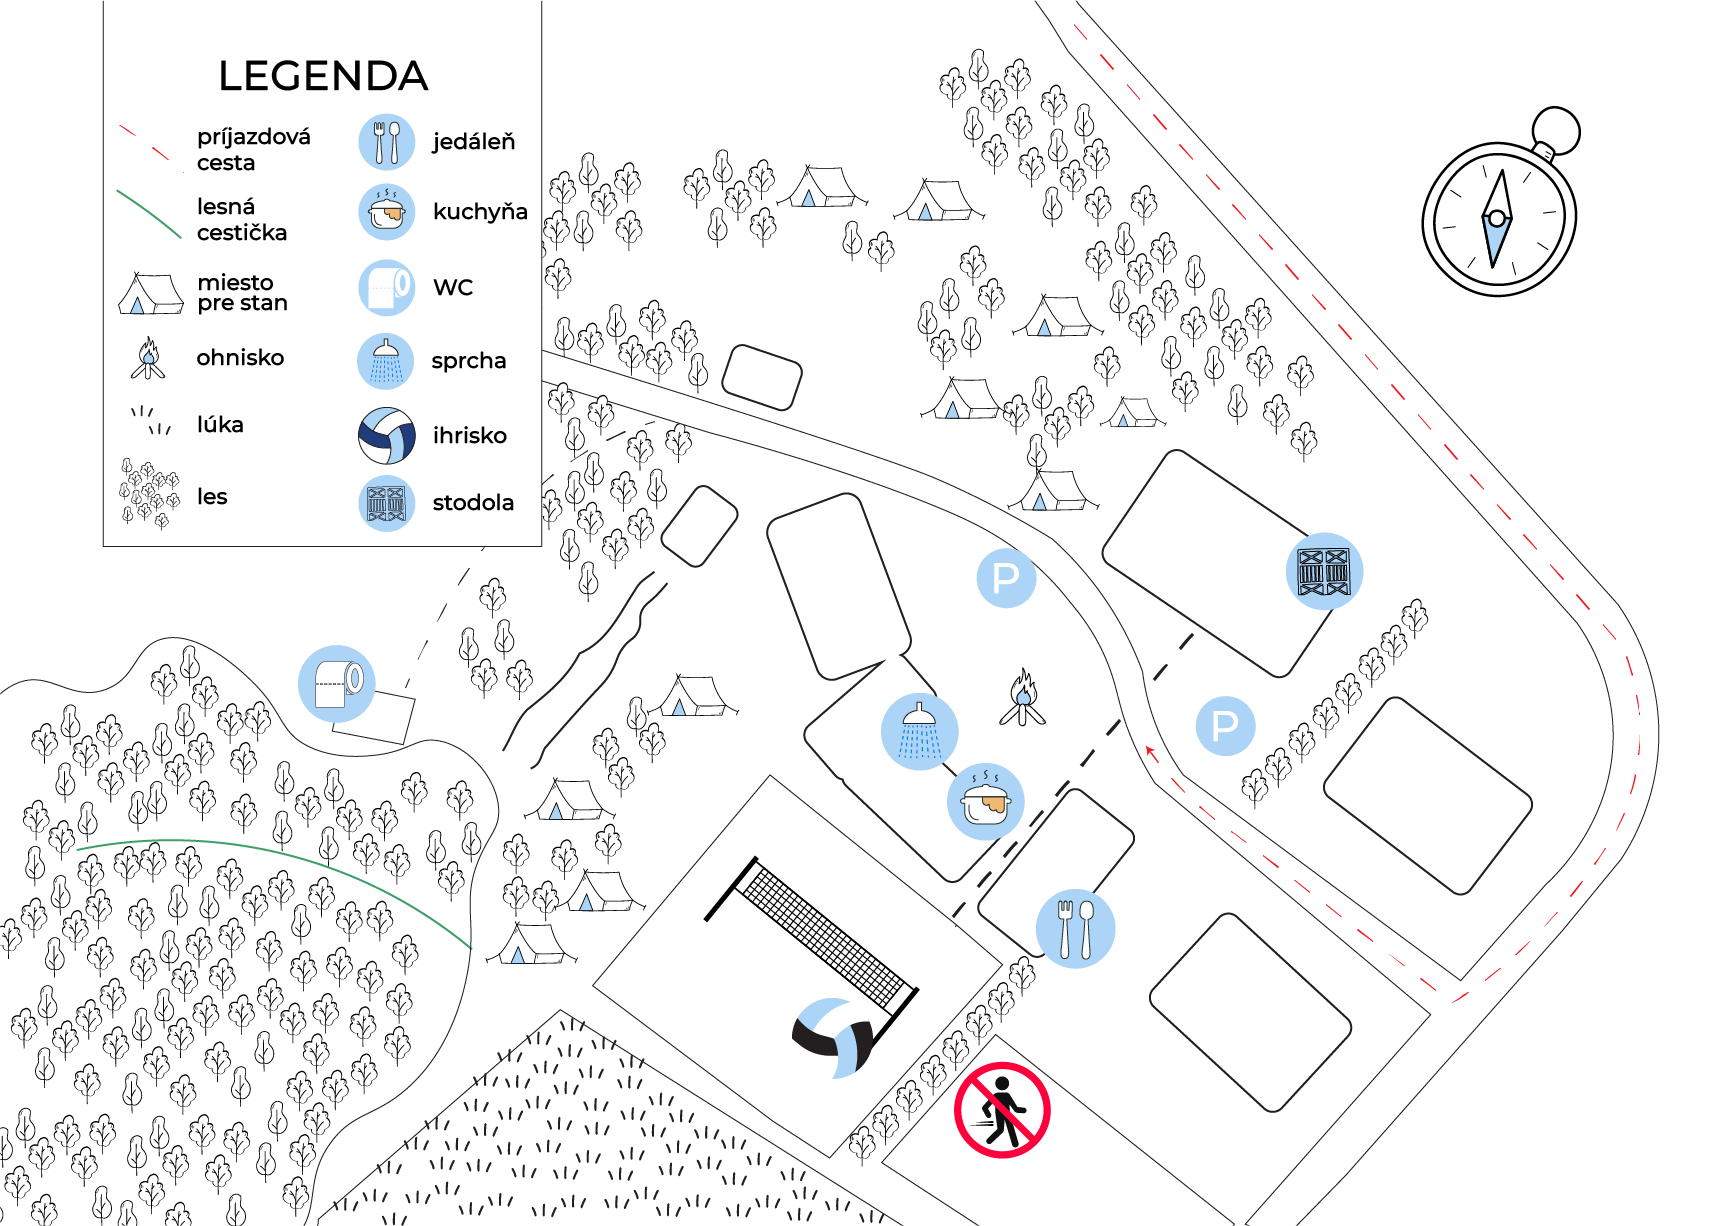 LEGENDA
príjazdová
cesta
lesná
cestička
miesto
pre stan
ohnisko
lúka
les
jedáleň
kuchyňa
WC
sprcha
ihrisko
stodola
P
P